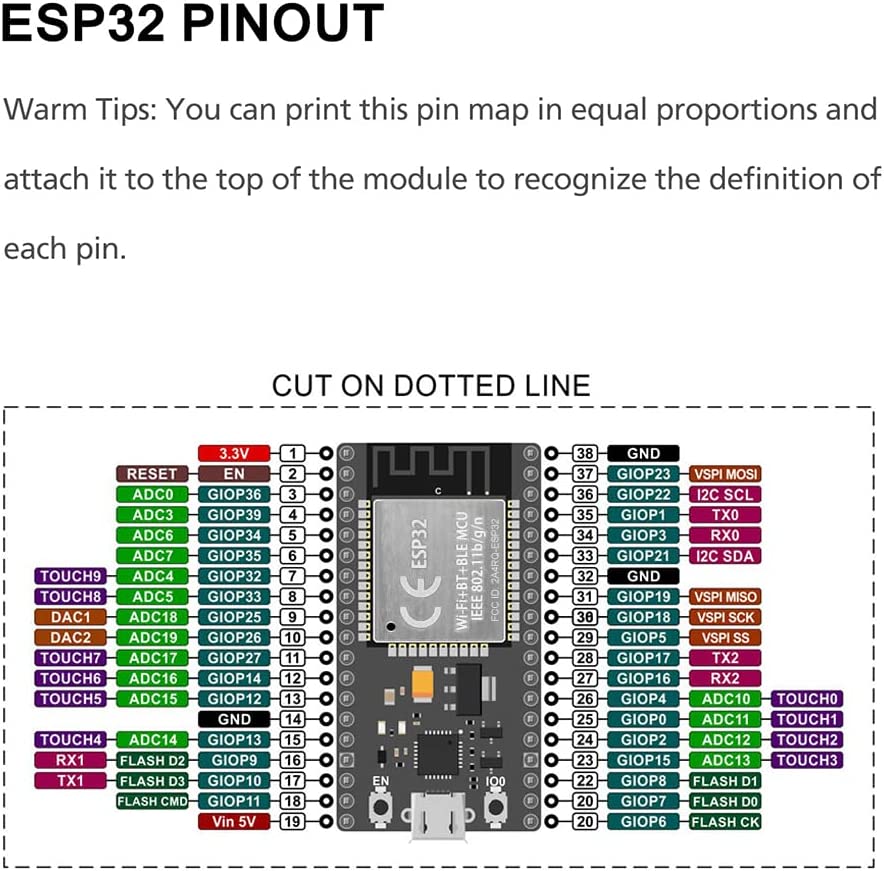 ESP32 PINOUT
Warm Tips: You can print this pin map in equal proportions and
attach it to the top of the module to recognize the definition of
each pin.
CUT ON DOTTED LINE
3.3V 1 38 GND
RESET EN 2 37 GIOP23 VSPI MOSI
ADC0 GIOP36 3 36 GIOP22 I2C SCL
ADC3 GIOP39 4 35 GIOP1 TX0
ADC6 GIOP34 5 34 GIOP3 RX0
ADC7 GIOP35 6 33 GIOP21 I2C SDA
TOUCH9 ADC4 GIOP32 7 32 GND
TOUCH8 ADC5 GIOP33 8 31 GIOP19 VSPI MISO
DAC1 ADC18 GIOP25 9 30 GIOP18 VSPI SCK
DAC2 ADC19 GIOP26 10 29 GIOP5 VSPI SS
TOUCH7 ADC17 GIOP27 11 28 GIOP17 TX2
TOUCH6 ADC16 GIOP14 12 27 GIOP16 RX2
TOUCH5 ADC15 GIOP12 13 26 GIOP4 ADC10 TOUCH0
GND 14 25 GIOP0 ADC11 TOUCH1
TOUCH4 ADC14 GIOP13 15 24 GIOP2 ADC12 TOUCH2
RX1 FLASH D2 GIOP9 16 23 GIOP15 ADC13 TOUCH3
TX1 FLASH D3 GIOP10 17 22 GIOP8 FLASH D1
FLASH CMD GIOP11 18 20 GIOP7 FLASH D0
Vin 5V 19 20 GIOP6 FLASH CK
C
CE ESP32
Wi-Fi+BT+BLE MCU
IEEE 802.11b/g/n
FCC ID: 2A4RQ-ESP32
EN
IO0